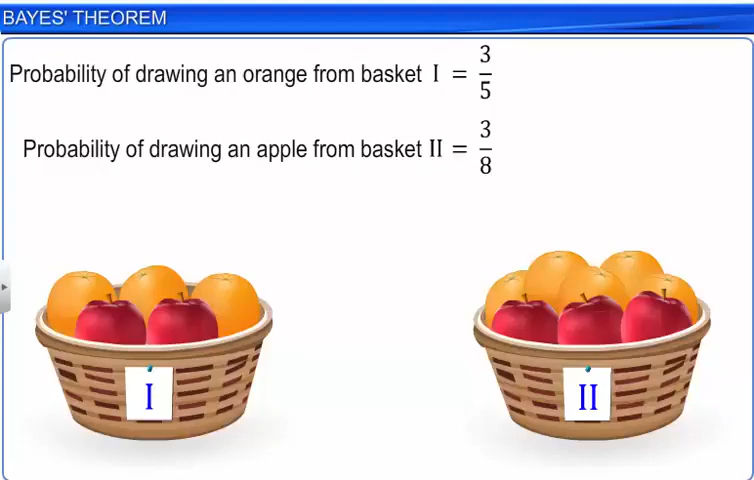 BAYES' THEOREM
Probability of drawing an orange from basket I = 3/5
Probability of drawing an apple from basket II = 3/8
I
II